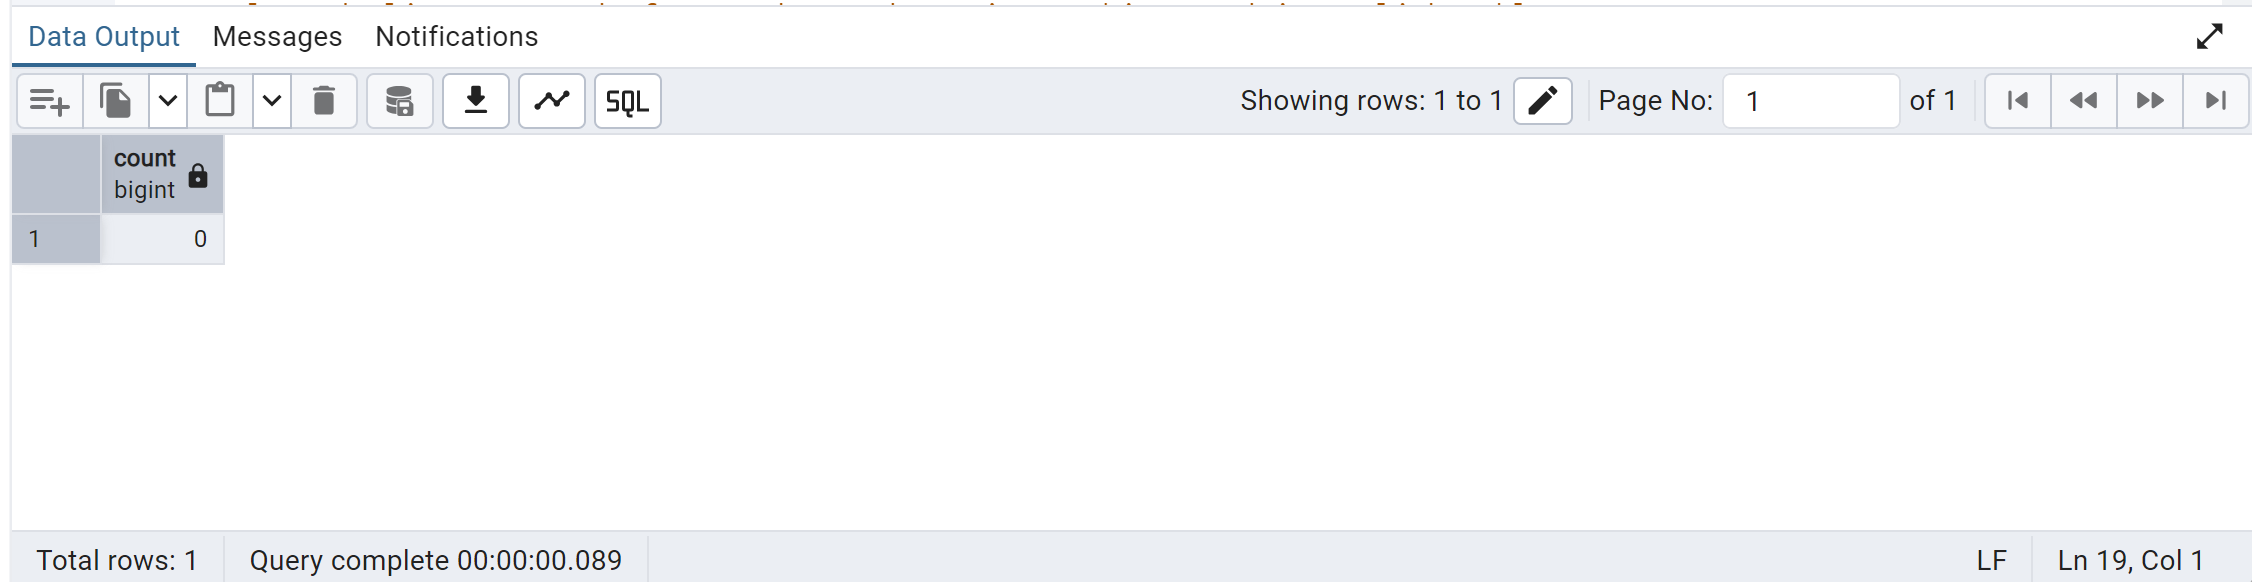 Data Output Messages Notifications
SQL Showing rows: 1 to 1 Page No: 1 of 1
count
bigint
1 0
Total rows: 1 Query complete 00:00:00.089 LF Ln 19, Col 1